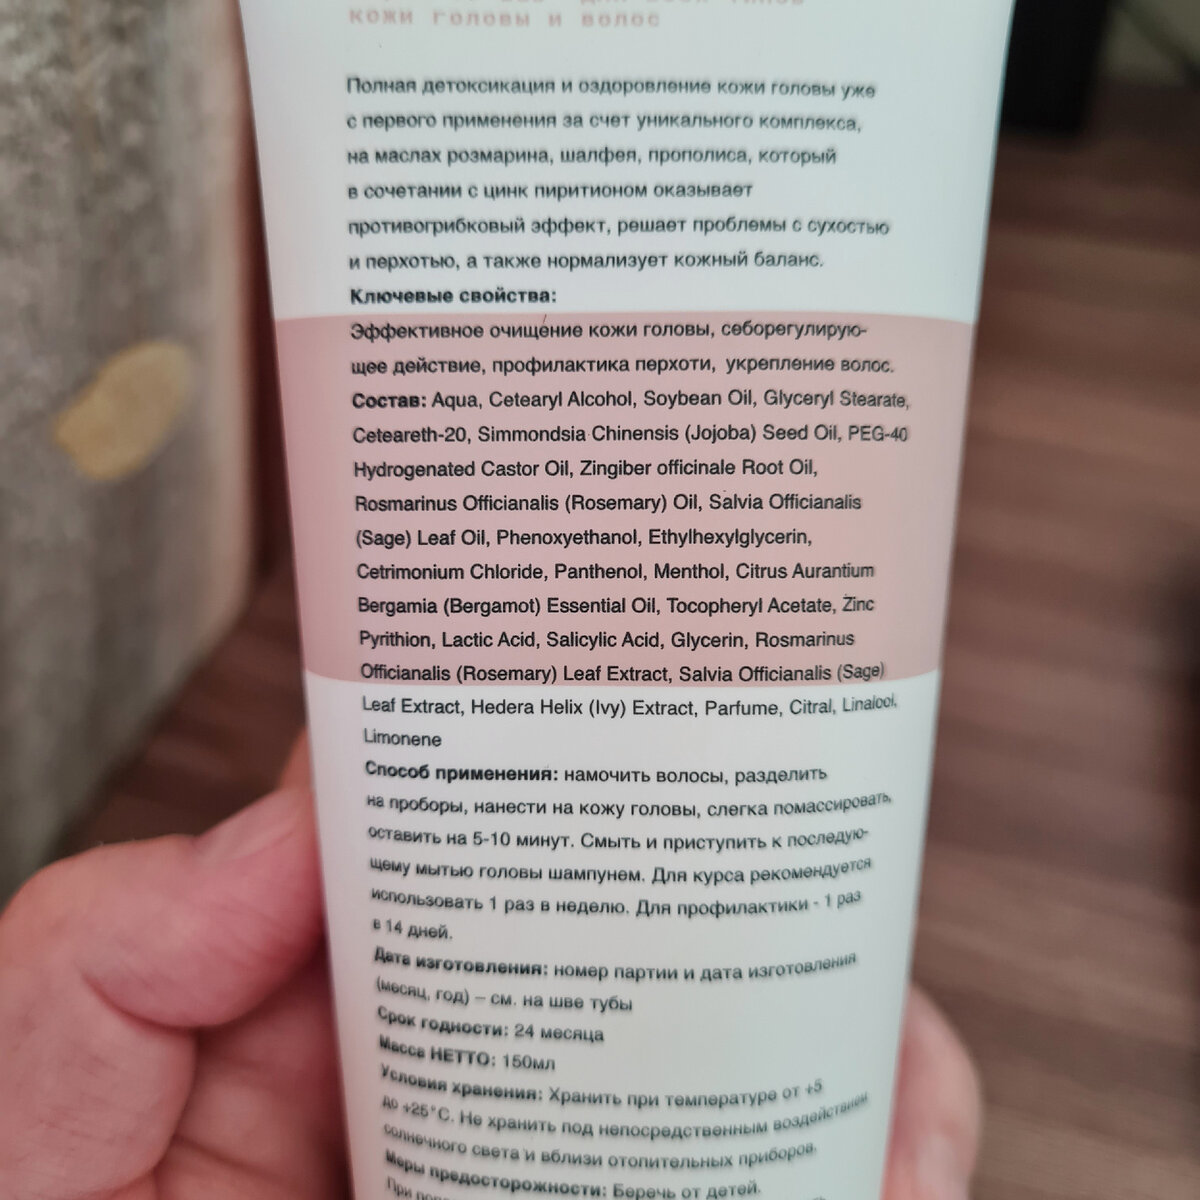 кожи головы и волос
Полная детоксикация и оздоровление кожи головы уже
с первого применения за счет уникального комплекса,
на маслах розмарина, шалфея, прополиса, который
в сочетании с цинк пиритионом оказывает
противогрибковый эффект, решает проблемы с сухостью
и перхотью, а также нормализует кожный баланс.
Ключевые свойства:
Эффективное очищение кожи головы, себорегулирую-
щее действие, профилактика перхоти, укрепление волос.
Состав: Aqua, Cetearyl Alcohol, Soybean Oil, Glyceryl Stearate,
Ceteareth-20, Simmondsia Chinensis (Jojoba) Seed Oil, PEG-40
Hydrogenated Castor Oil, Zingiber officinale Root Oil,
Rosmarinus Officianalis (Rosemary) Oil, Salvia Officianalis
(Sage) Leaf Oil, Phenoxyethanol, Ethylhexylglycerin,
Cetrimonium Chloride, Panthenol, Menthol, Citrus Aurantium
Bergamia (Bergamot) Essential Oil, Tocopheryl Acetate, Zinc
Pyrithion, Lactic Acid, Salicylic Acid, Glycerin, Rosmarinus
Officianalis (Rosemary) Leaf Extract, Salvia Officianalis (Sage)
Leaf Extract, Hedera Helix (Ivy) Extract, Parfume, Citral, Linalool,
Limonene
Способ применения: намочить волосы, разделить
на проборы, нанести на кожу головы, слегка помассировать,
оставить на 5-10 минут. Смыть и приступить к последую-
щему мытью головы шампунем. Для курса рекомендуется
использовать 1 раз в неделю. Для профилактики - 1 раз
в 14 дней.
Дата изготовления: номер партии и дата изготовления
(месяц, год) – см. на шве тубы
Срок годности: 24 месяца
Масса НЕТТО: 150мл
Условия хранения: Хранить при температуре от +5
до +25°C. Не хранить под непосредственным воздействием
солнечного света и вблизи отопительных приборов.
Меры предосторожности: Беречь от детей.
При